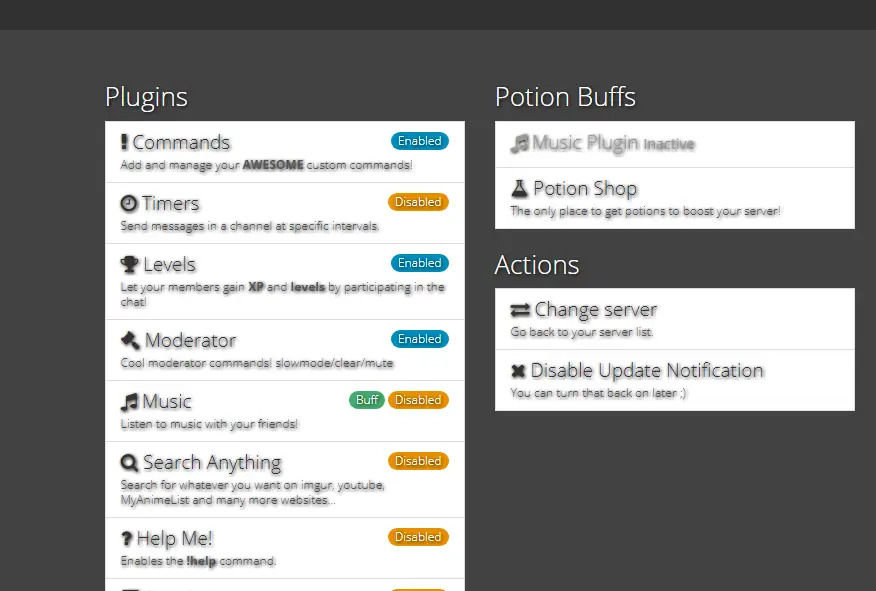 Plugins
Commands Enabled
Add and manage your AWESOME custom commands!
Timers Disabled
Send messages in a channel at specific intervals.
Levels Enabled
Let your members gain XP and levels by participating in the
chat!
Moderator Enabled
Cool moderator commands! slowmode/clear/mute
Music Buff Disabled
Listen to music with your friends!
Search Anything Disabled
Search for whatever you want on imgur, youtube,
MyAnimeList and many more websites...
Help Me! Disabled
Enables the !help command.
Potion Buffs
Music Plugin Inactive
Potion Shop
The only place to get potions to boost your server!
Actions
Change server
Go back to your server list.
Disable Update Notification
You can turn that back on later ;)